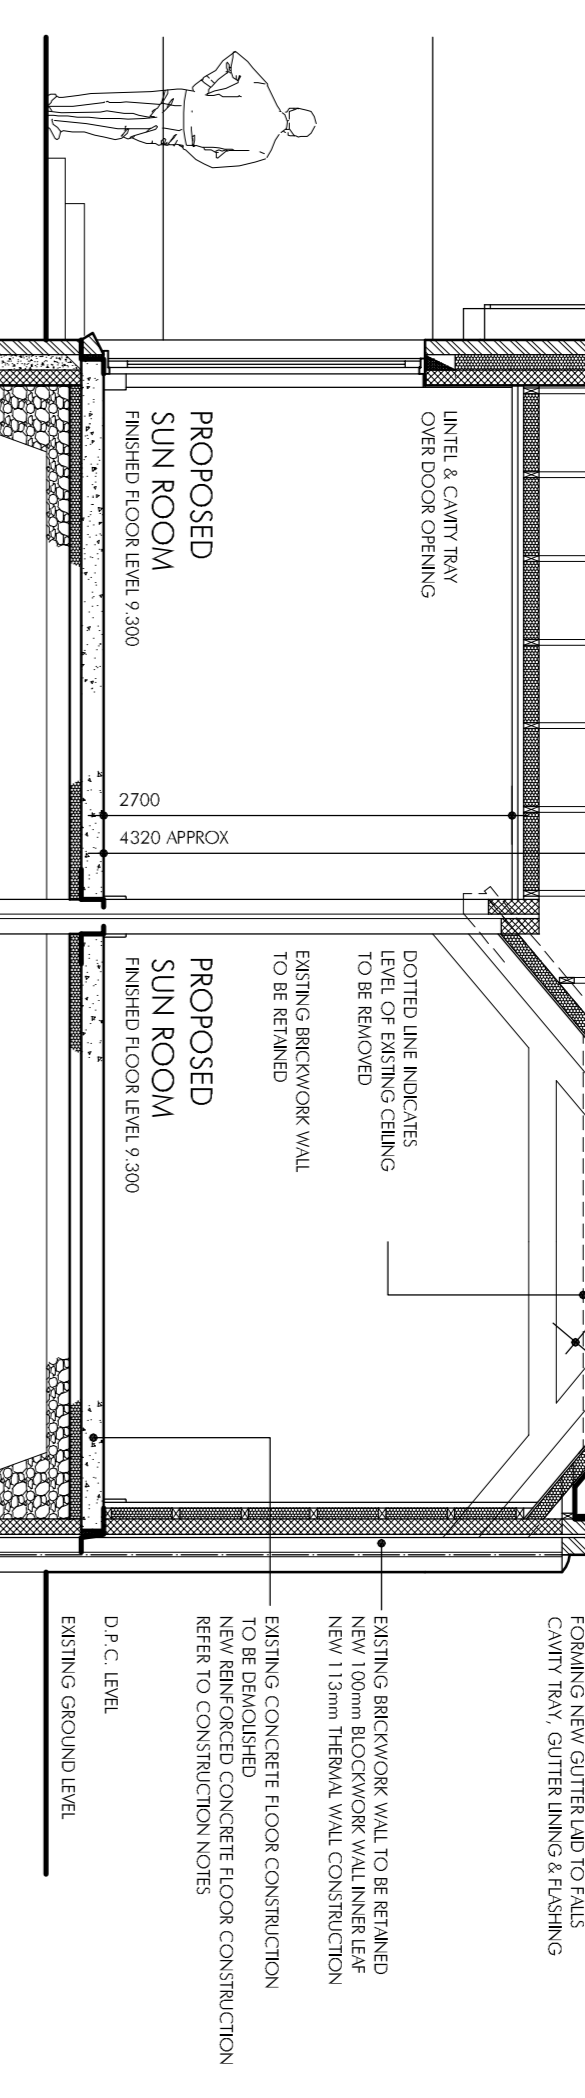 LINTEL & CAVITY TRAY
OVER DOOR OPENING
PROPOSED
SUN ROOM
FINISHED FLOOR LEVEL 9.300
2700
4320 APPROX
DOTTED LINE INDICATES
LEVEL OF EXISTING CEILING
TO BE REMOVED
EXISTING BRICKWORK WALL
TO BE RETAINED
PROPOSED
SUN ROOM
FINISHED FLOOR LEVEL 9.300
FORMING NEW GUTTER LAID TO FALLS
CAVITY TRAY, GUTTER LINING & FLASHING
EXISTING BRICKWORK WALL TO BE RETAINED
NEW 100mm BLOCKWORK WALL INNER LEAF
NEW 113mm THERMAL WALL CONSTRUCTION
EXISTING CONCRETE FLOOR CONSTRUCTION
TO BE DEMOLISHED
NEW REINFORCED CONCRETE FLOOR CONSTRUCTION
REFER TO CONSTRUCTION NOTES
D.P.C. LEVEL
EXISTING GROUND LEVEL